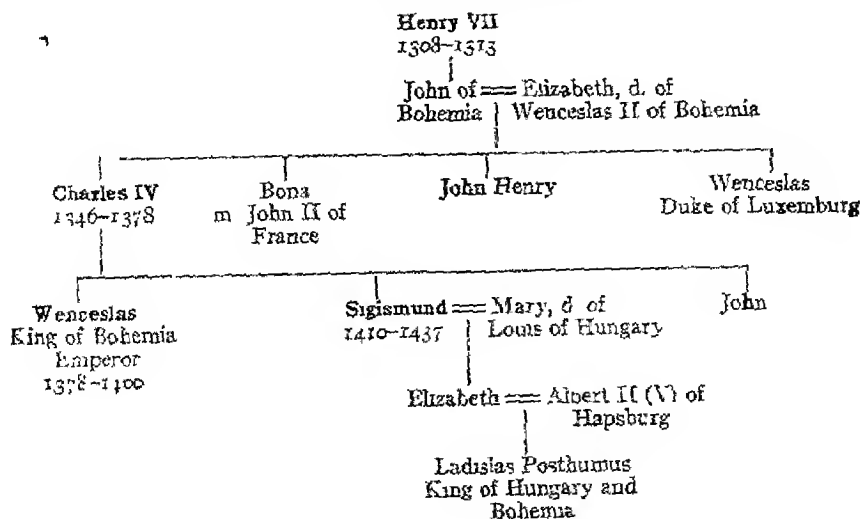 Henry VII
1308-1313
John of == Elizabeth, d. of
Bohemia Wenceslas II of Bohemia
Charles IV
1346-1378
Bona
m John II of
France
John Henry
Wenceslas
Duke of Luxemburg
Wenceslas
King of Bohemia
Emperor
1378-1400
Sigismund == Mary, d of
1410-1437 Louis of Hungary
John
Elizabeth == Albert II (V) of
Hapsburg
Ladislas Posthumus
King of Hungary and
Bohemia